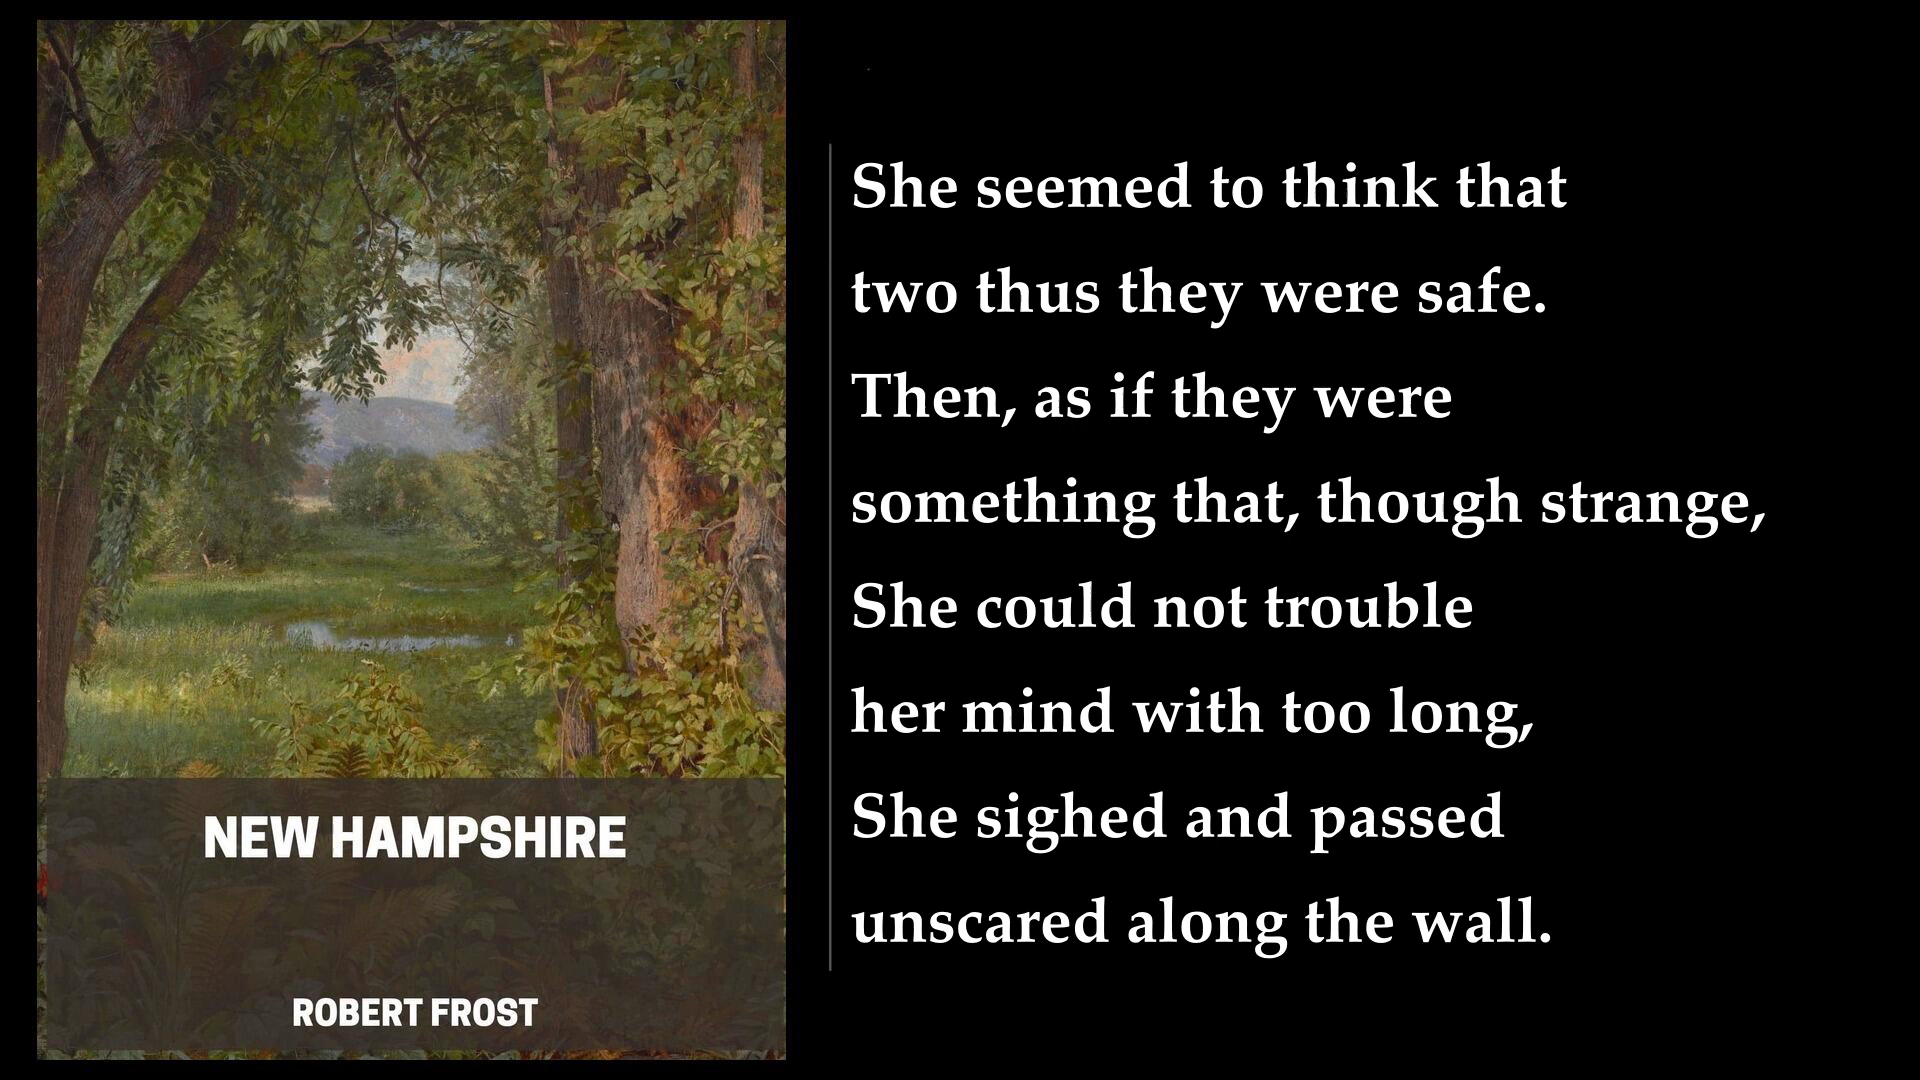 NEW HAMPSHIRE
ROBERT FROST
She seemed to think that
two thus they were safe.
Then, as if they were
something that, though strange,
She could not trouble
her mind with too long,
She sighed and passed
unscared along the wall.